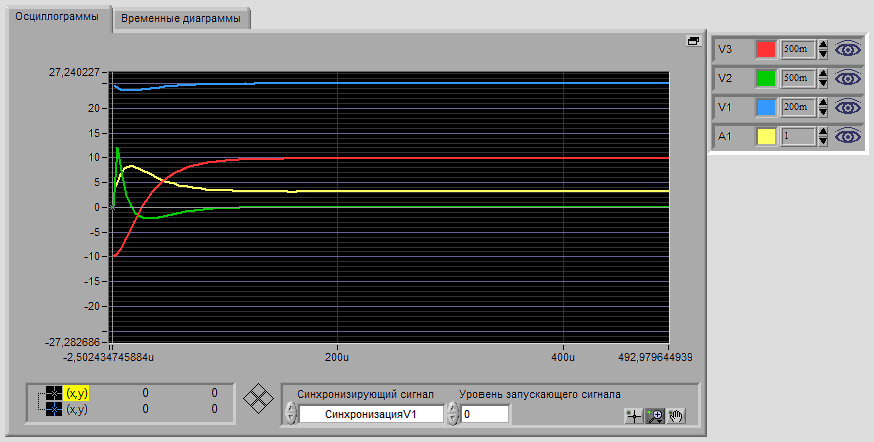 Осциллограммы
Временные диаграммы
27,240227
20
10
5
0
-5
-10
-15
-20
-27,282686
-2,502434745884u
200u
400u
492,979644939
V3 500m
V2 500m
V1 200m
A1 1
(x,y) 0 0
(x,y) 0 0
Синхронизирующий сигнал
СинхронизацияV1
Уровень запускающего сигнала
0